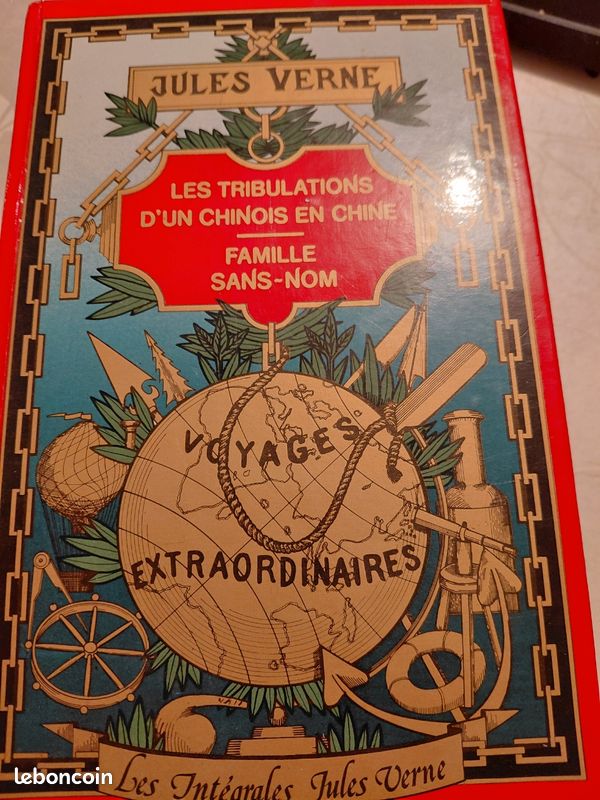 JULES VERNE
LES TRIBULATIONS
D'UN CHINOIS EN CHINE
FAMILLE
SANS-NOM
VOYAGES
EXTRAORDINAIRES
Les Intégrales Jules Verne
leboncoin